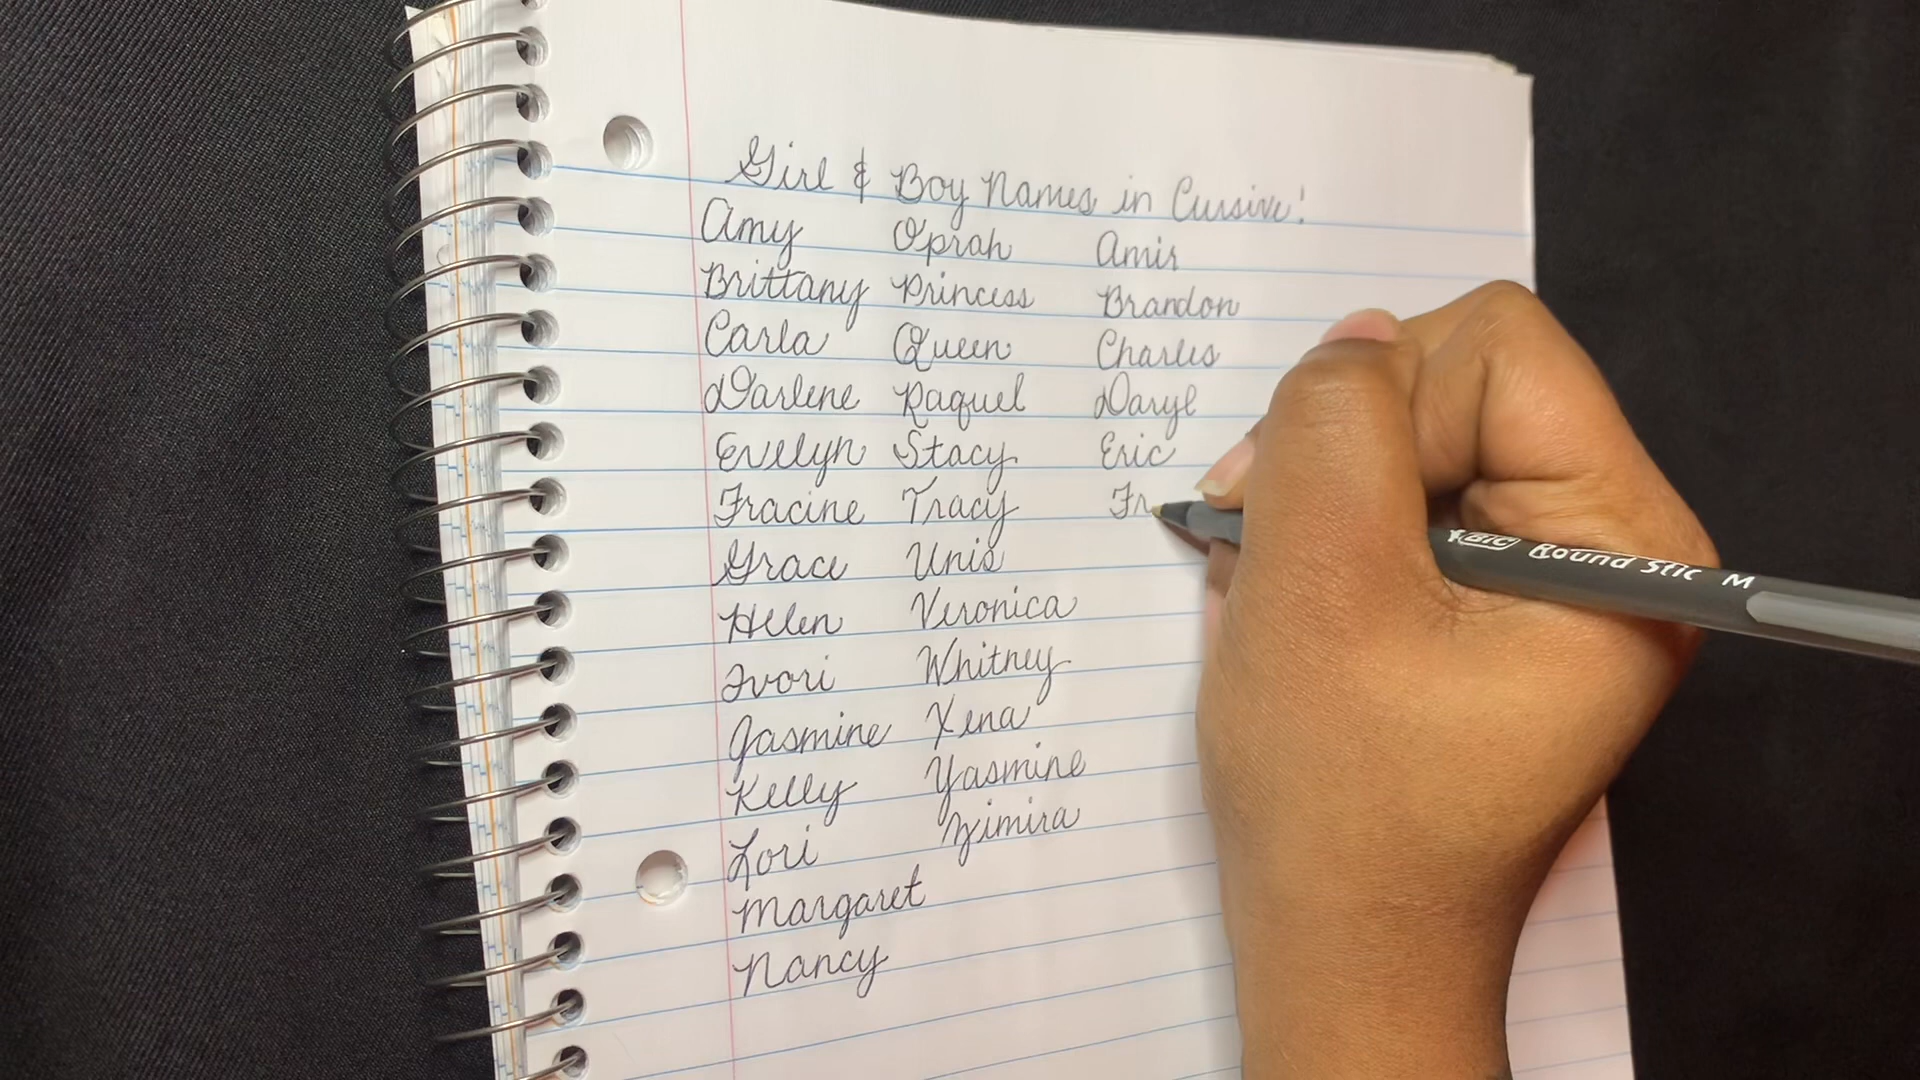 Girl & Boy Names in Cursive!
Amy Oprah Amir
Brittany Princess Brandon
Carla Queen Charles
Darlene Raquel Daryl
Evelyn Stacy Eric
Fracine Tracy Fr
Grace Unis
Helen Veronica
Ivori Whitney
Jasmine Xena
Kelly Yasmine
Lori Zimira
Margaret
Nancy
BIC Round Stic M